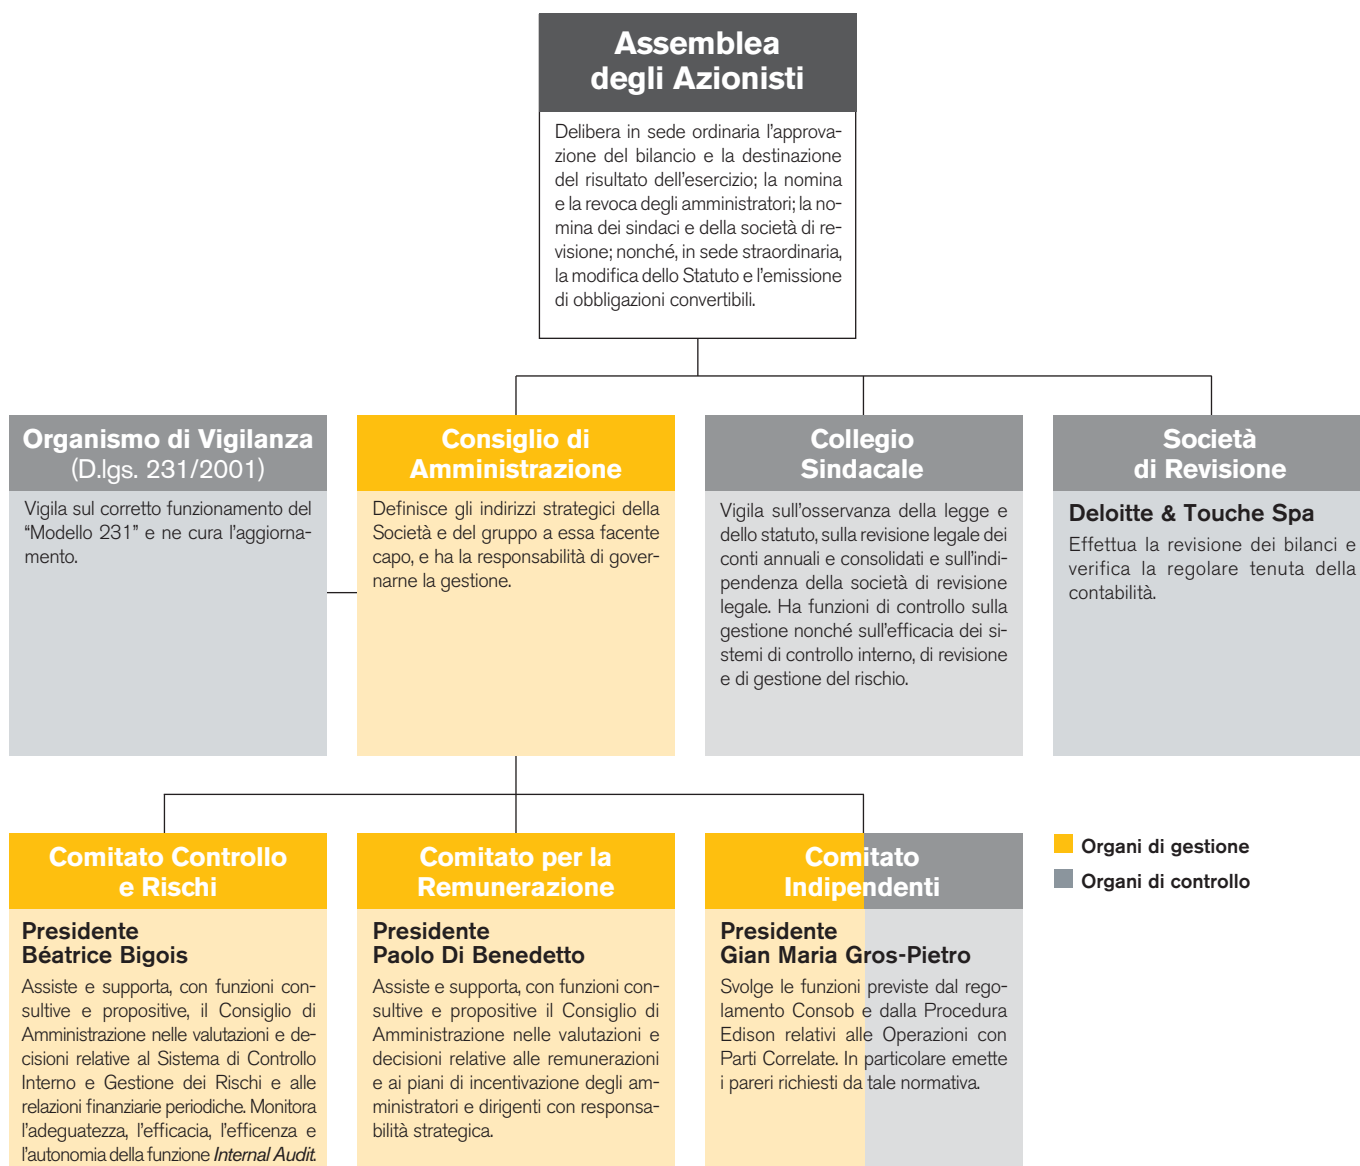 Assemblea
degli Azionisti
Delibera in sede ordinaria l'approva-
zione del bilancio e la destinazione
del risultato dell'esercizio; la nomina
e la revoca degli amministratori; la no-
mina dei sindaci e della società di re-
visione; nonché, in sede straordinaria,
la modifica dello Statuto e l'emissione
di obbligazioni convertibili.
Organismo di Vigilanza
(D.lgs. 231/2001)
Vigila sul corretto funzionamento del
"Modello 231" e ne cura l'aggiorna-
mento.
Consiglio di
Amministrazione
Definisce gli indirizzi strategici della
Società e del gruppo a essa facente
capo, e ha la responsabilità di gover-
narne la gestione.
Collegio
Sindacale
Vigila sull'osservanza della legge e
dello statuto, sulla revisione legale dei
conti annuali e consolidati e sull'indi-
pendenza della società di revisione
legale. Ha funzioni di controllo sulla
gestione nonché sull'efficacia dei si-
stemi di controllo interno, di revisione
e di gestione del rischio.
Società
di Revisione
Deloitte & Touche Spa
Effettua la revisione dei bilanci e
verifica la regolare tenuta della
contabilità.
Comitato Controllo
e Rischi
Presidente
Béatrice Bigois
Assiste e supporta, con funzioni con-
sultive e propositive, il Consiglio di
Amministrazione nelle valutazioni e de-
cisioni relative al Sistema di Controllo
Interno e Gestione dei Rischi e alle
relazioni finanziarie periodiche. Monitora
l'adeguatezza, l'efficacia, l'efficenza e
l'autonomia della funzione Internal Audit.
Comitato per la
Remunerazione
Presidente
Paolo Di Benedetto
Assiste e supporta, con funzioni con-
sultive e propositive il Consiglio di
Amministrazione nelle valutazioni e
decisioni relative alle remunerazioni
e ai piani di incentivazione degli am-
ministratori e dirigenti con responsa-
bilità strategica.
Comitato
Indipendenti
Presidente
Gian Maria Gros-Pietro
Svolge le funzioni previste dal rego-
lamento Consob e dalla Procedura
Edison relativi alle Operazioni con
Parti Correlate. In particolare emette
i pareri richiesti da tale normativa.
Organi di gestione
Organi di controllo